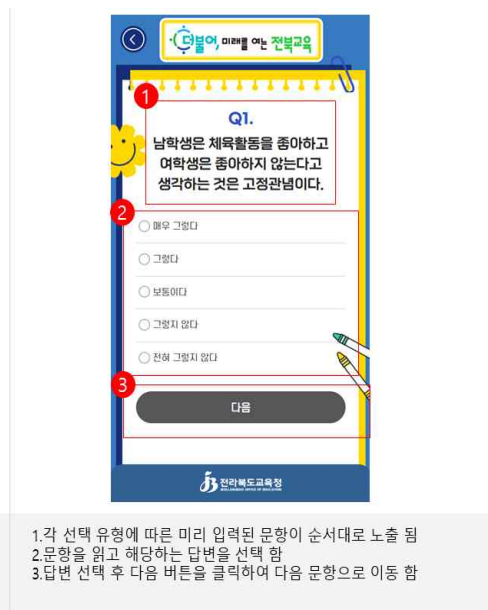 더불어, 미래를 여는 전북교육
1
Q1.
남학생은 체육활동을 좋아하고
여학생은 좋아하지 않는다고
생각하는 것은 고정관념이다.
2
매우 그렇다
그렇다
보통이다
그렇지 않다
전혀 그렇지 않다
3
다음
전라북도교육청
JEOLLABUKDO OFFICE OF EDUCATION
1.각 선택 유형에 따른 미리 입력된 문항이 순서대로 노출 됨
2.문항을 읽고 해당하는 답변을 선택 함
3.답변 선택 후 다음 버튼을 클릭하여 다음 문항으로 이동 함